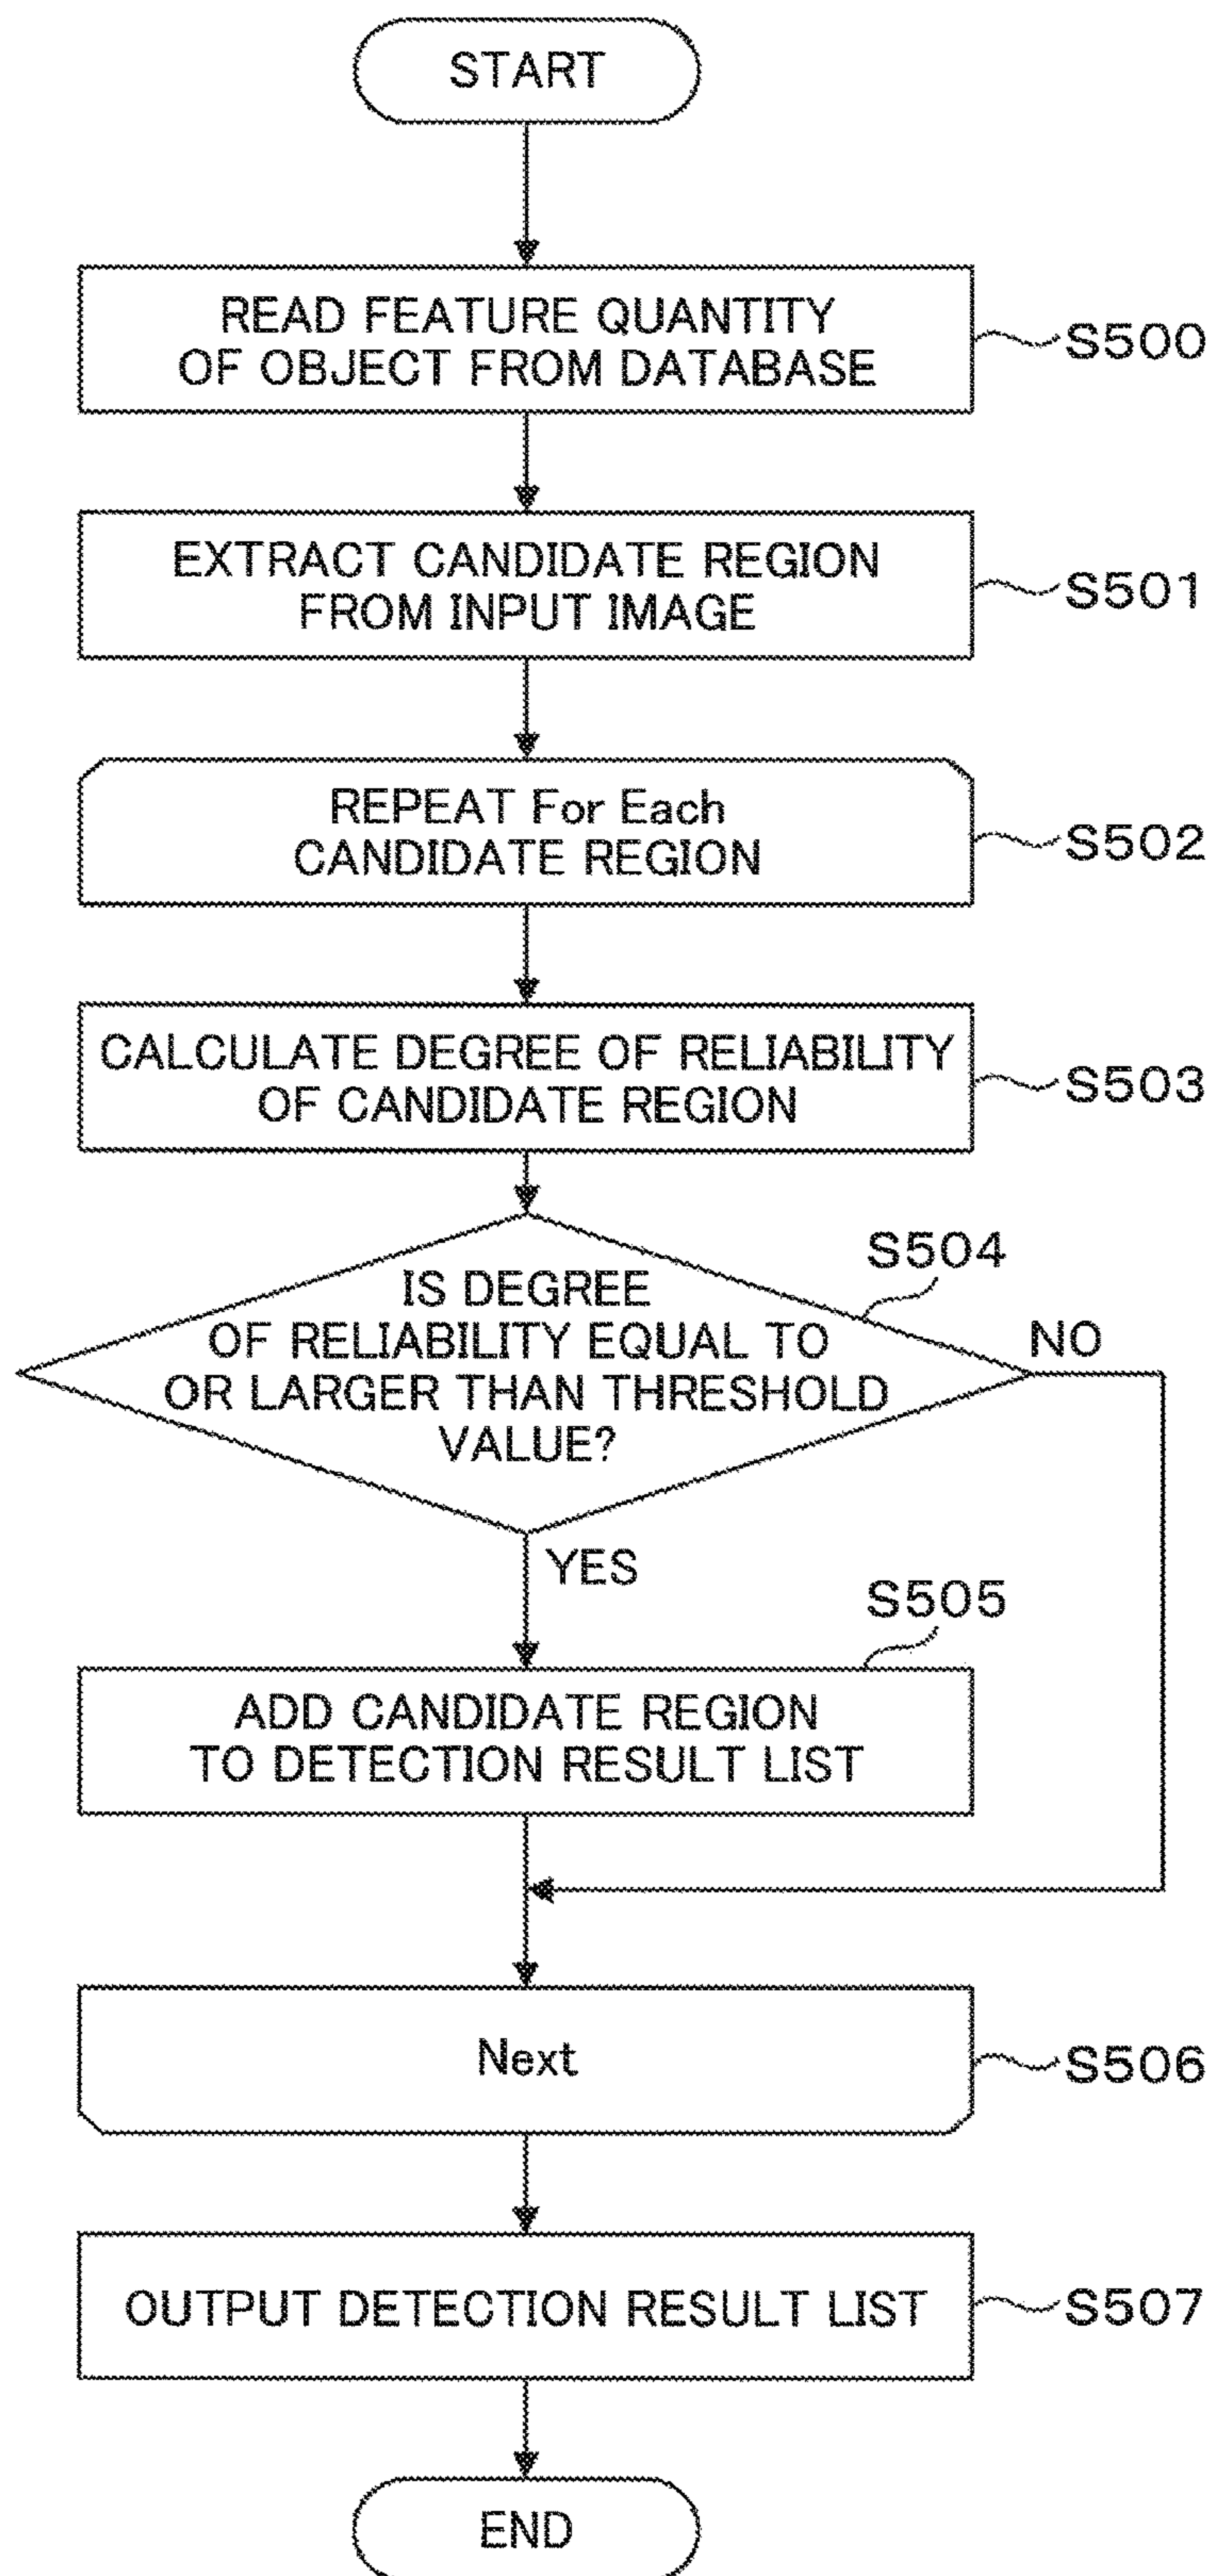 START
READ FEATURE QUANTITY
OF OBJECT FROM DATABASE
S500
EXTRACT CANDIDATE REGION
FROM INPUT IMAGE
S501
REPEAT For Each
CANDIDATE REGION
S502
CALCULATE DEGREE OF RELIABILITY
OF CANDIDATE REGION
S503
S504
IS DEGREE
OF RELIABILITY EQUAL TO
OR LARGER THAN THRESHOLD
VALUE?
NO
YES
S505
ADD CANDIDATE REGION
TO DETECTION RESULT LIST
Next
S506
OUTPUT DETECTION RESULT LIST
S507
END